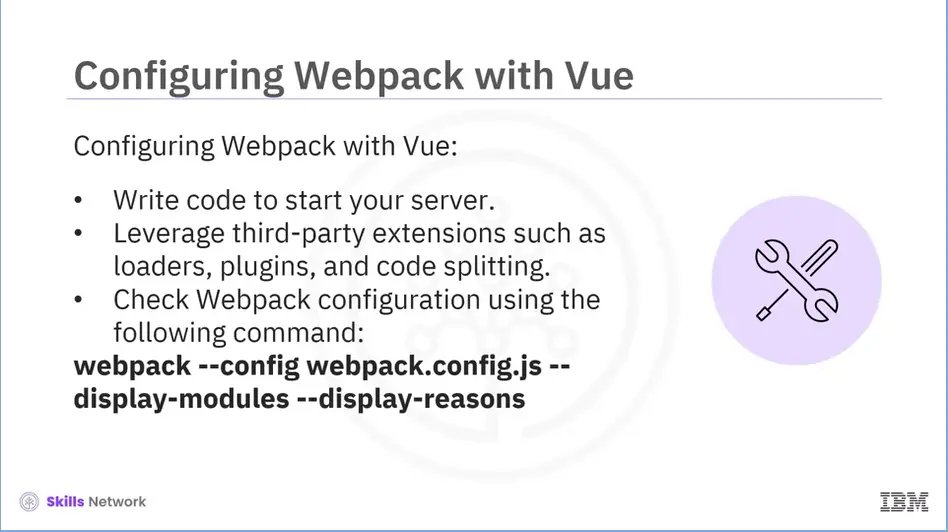 Configuring Webpack with Vue
Configuring Webpack with Vue:
• Write code to start your server.
• Leverage third-party extensions such as
loaders, plugins, and code splitting.
• Check Webpack configuration using the
following command:
webpack --config webpack.config.js --
display-modules --display-reasons
Skills Network
IBM